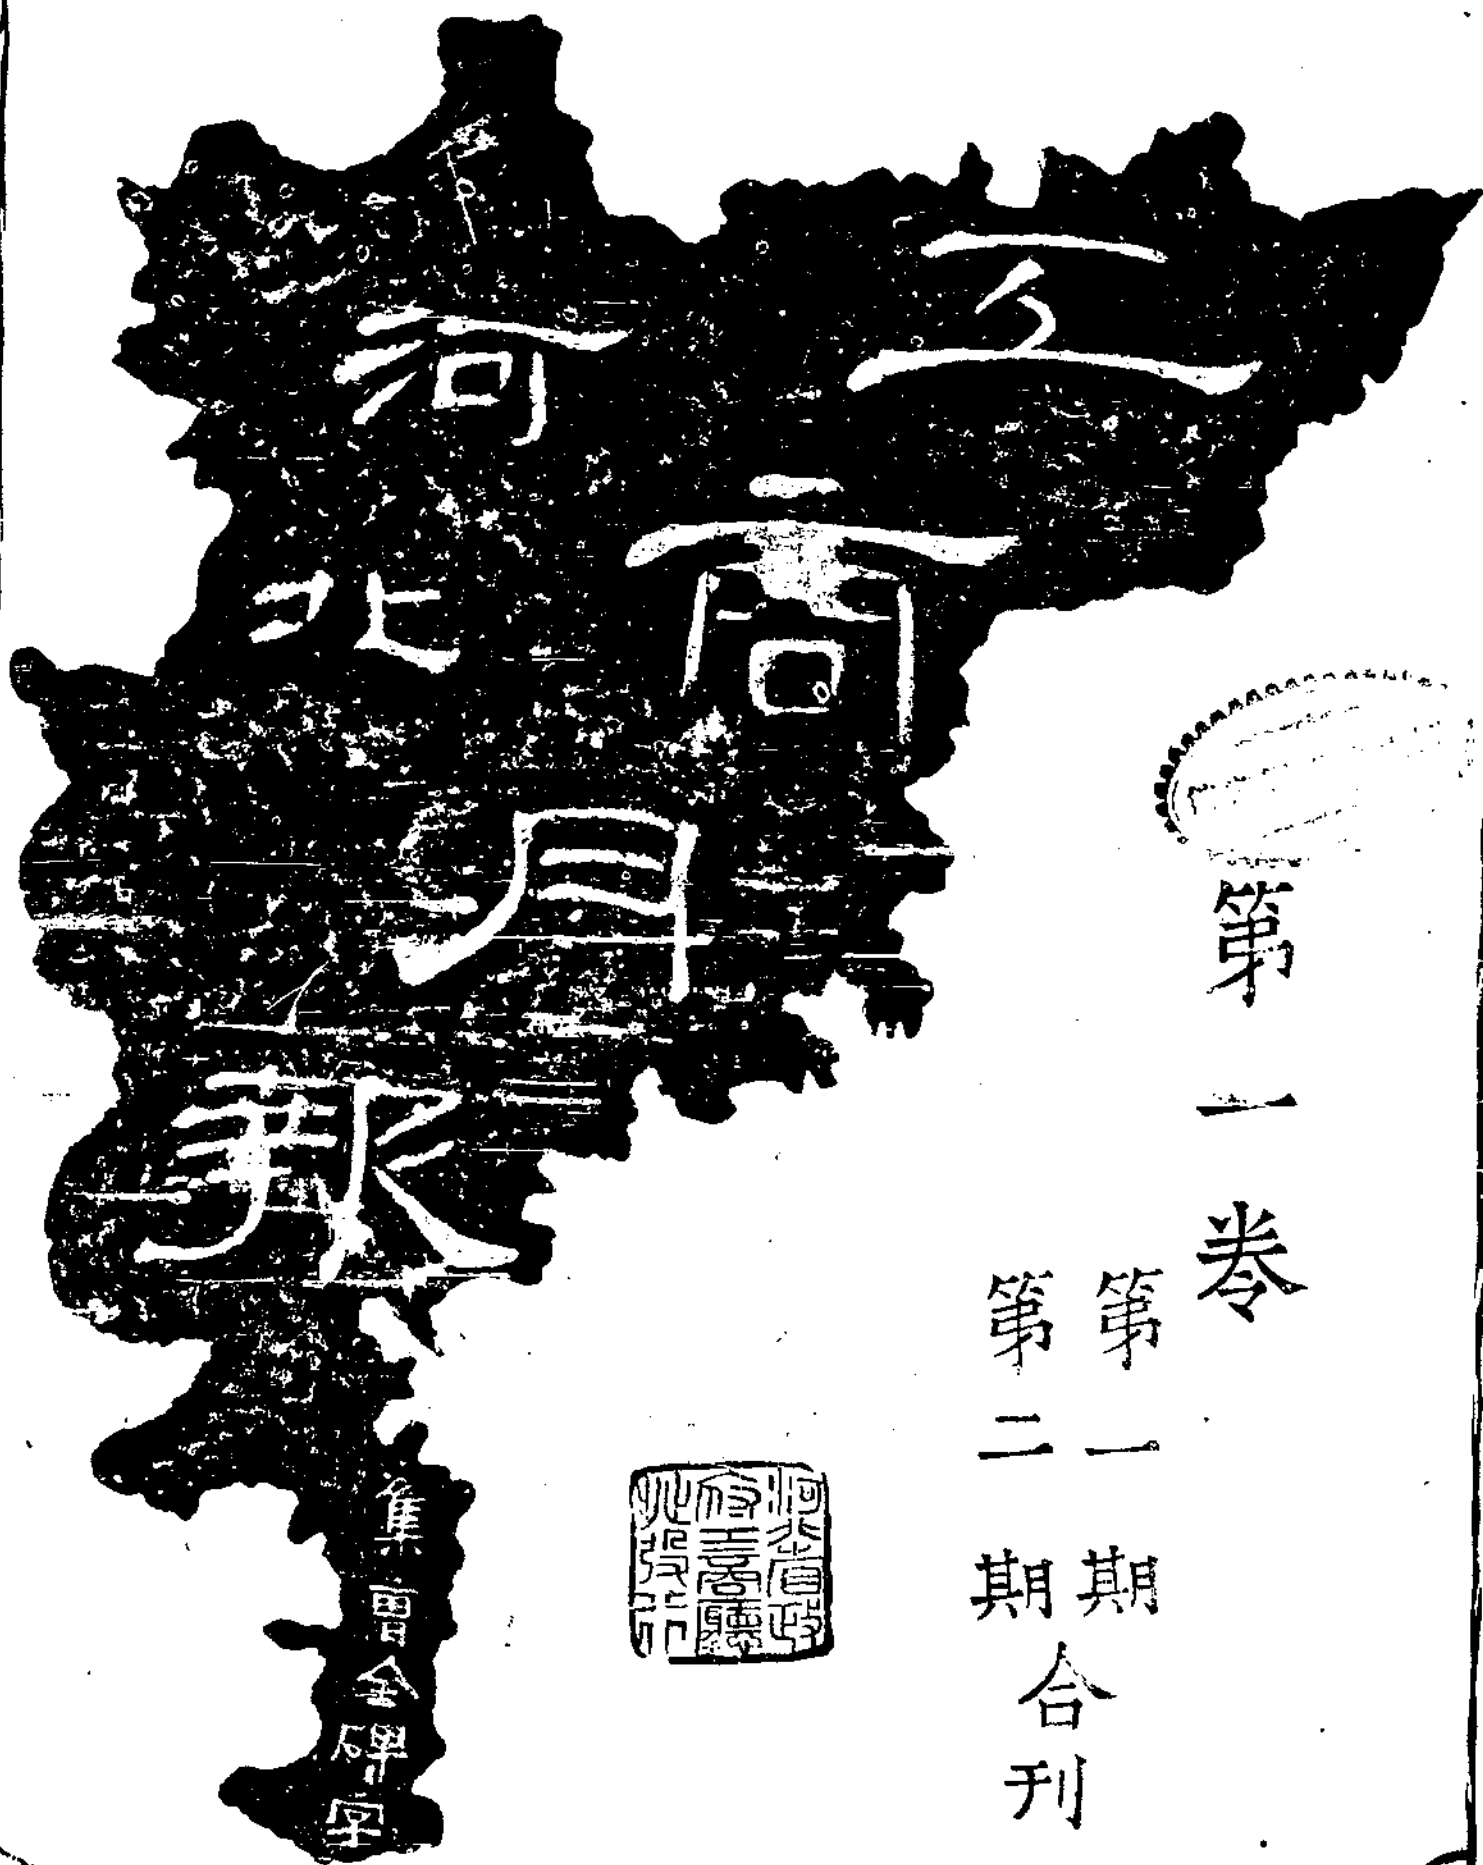 第一卷
第一期
第二期
合刊
河北
工商月報
集曹全碑字
河北省政
府工商廳